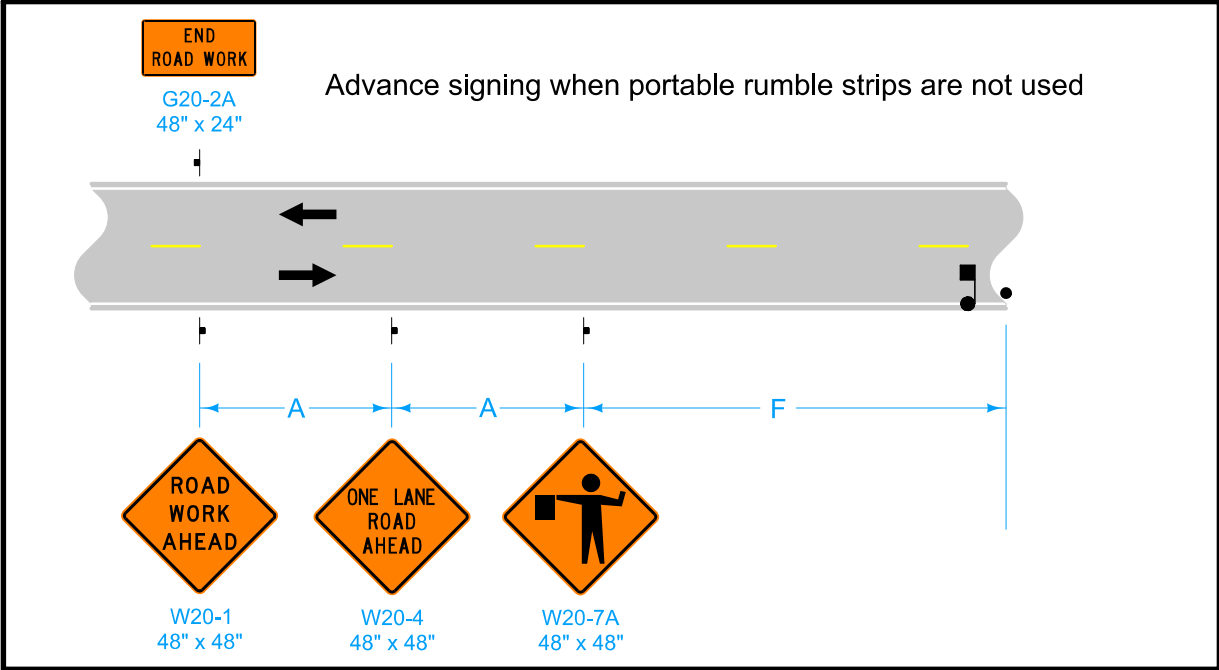 END
ROAD WORK
G20-2A
48" x 24"
Advance signing when portable rumble strips are not used
A
A
F
ROAD
WORK
AHEAD
W20-1
48" x 48"
ONE LANE
ROAD
AHEAD
W20-4
48" x 48"
W20-7A
48" x 48"